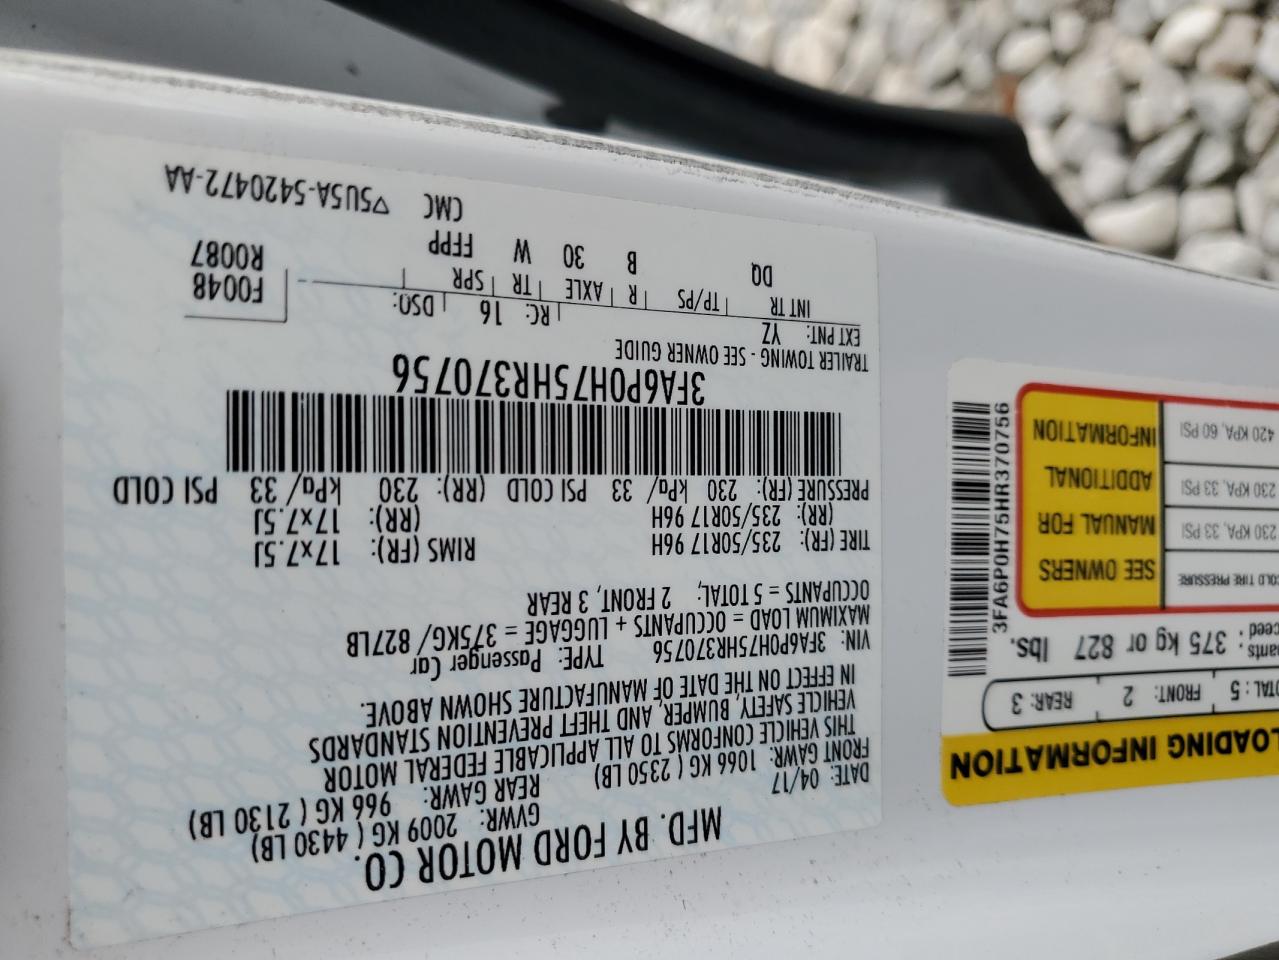 MFD. BY FORD MOTOR CO.
DATE: 04/17 GVWR: 2009 KG ( 4430 LB)
FRONT GAWR: 1066 KG ( 2350 LB) REAR GAWR: 966 KG ( 2130 LB)
THIS VEHICLE CONFORMS TO ALL APPLICABLE FEDERAL MOTOR
VEHICLE SAFETY, BUMPER, AND THEFT PREVENTION STANDARDS
IN EFFECT ON THE DATE OF MANUFACTURE SHOWN ABOVE.
VIN: 3FA6P0H75HR370756 TYPE: Passenger Car
MAXIMUM LOAD = OCCUPANTS + LUGGAGE = 375KG/ 827LB
OCCUPANTS = 5 TOTAL: 2 FRONT, 3 REAR
TIRE (FR): 235/50R17 96H RIMS (FR): 17x7.5J
(RR): 235/50R17 96H (RR): 17x7.5J
PRESSURE (FR): 230 kPa/ 33 PSI COLD (RR): 230 kPa/ 33 PSI COLD
3FA6P0H75HR370756
TRAILER TOWING - SEE OWNER GUIDE
EXT PNT: YZ RC: 16 DSO: F0048
INT TR TP/PS R AXLE TR SPR R0087
DQ B 30 W FFPP
CMC ▽5U5A-5420472-AA
LOADING INFORMATION
TAL : 5 FRONT: 2 REAR: 3
pants
ceed : 375 kg or 827 lbs.
COLD TIRE PRESSURE
230 KPA, 33 PSI
230 KPA, 33 PSI
420 KPA, 60 PSI
SEE OWNERS
MANUAL FOR
ADDITIONAL
INFORMATION
3FA6P0H75HR370756